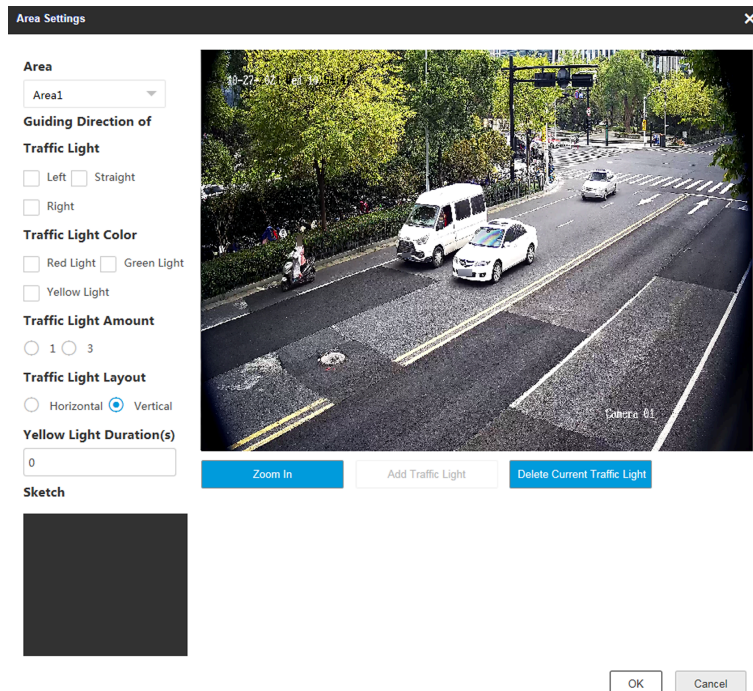 Area Settings
Area
Area1
Guiding Direction of
Traffic Light
Left Straight
Right
Traffic Light Color
Red Light Green Light
Yellow Light
Traffic Light Amount
1 3
Traffic Light Layout
Horizontal Vertical
Yellow Light Duration(s)
0
Sketch
Camera 01
Zoom In Add Traffic Light Delete Current Traffic Light
OK Cancel